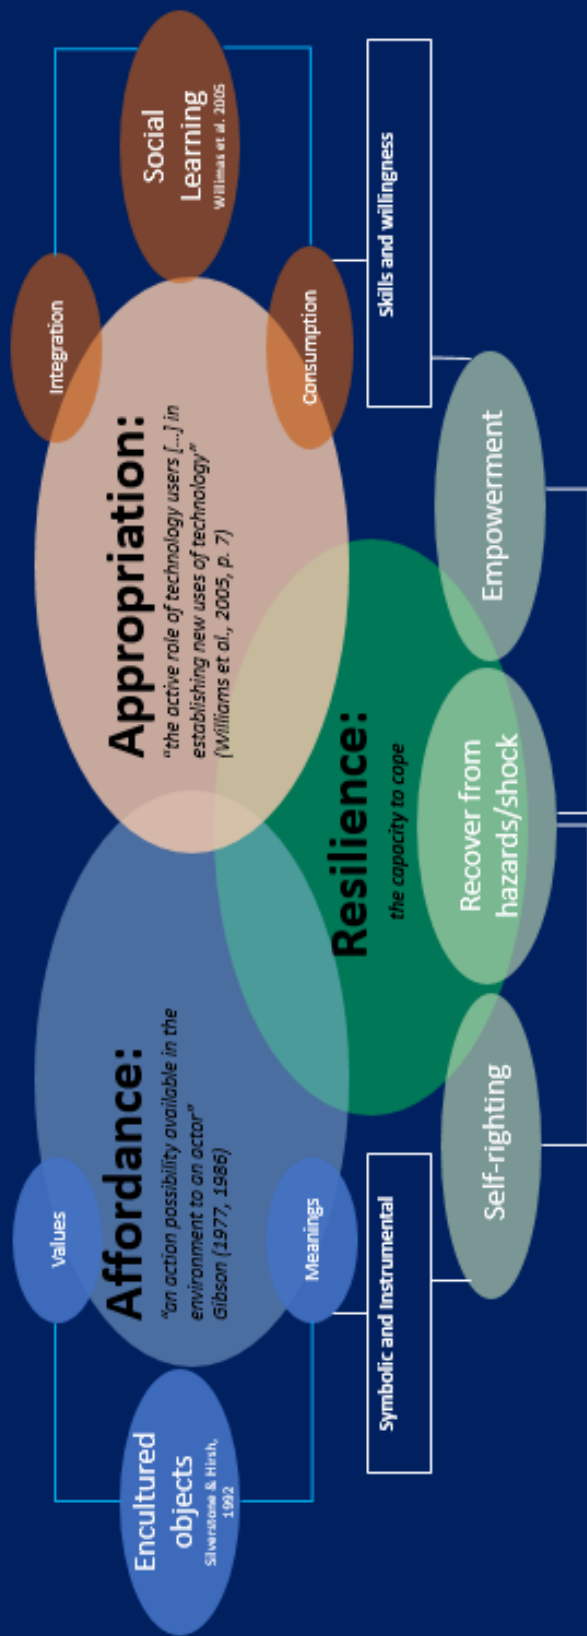 Encultured
objects
Silverstone & Hirsh,
1992
Values
Meanings
Affordance:
"an action possibility available in the
environment to an actor"
Gibson (1977, 1986)
Symbolic and Instrumental
Appropriation:
"the active role of technology users [...] in
establishing new uses of technology"
(Williams et al., 2005, p. 7)
Integration
Consumption
Social
Learning
Willimas et al. 2005
Skills and willingness
Resilience:
the capacity to cope
Self-righting
Recover from
hazards/shock
Empowerment